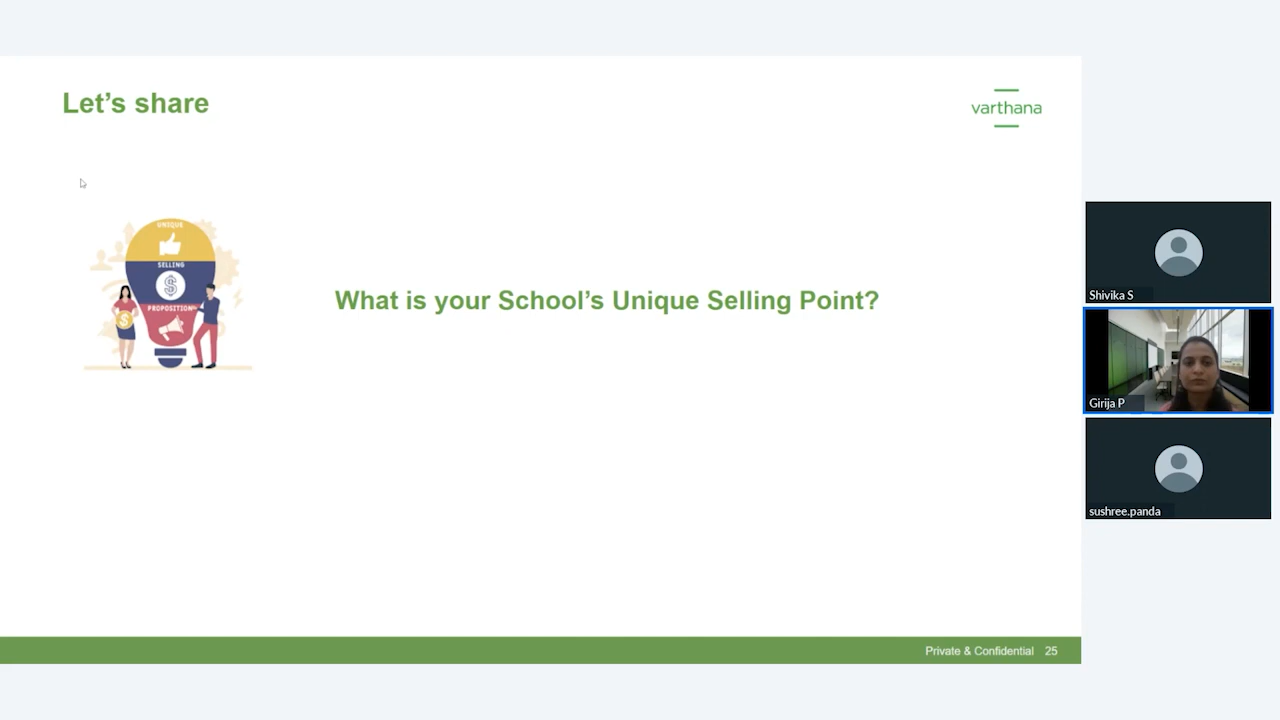 Let's share
varthana
UNIQUE
SELLING
$
PROPOSITION
$
What is your School's Unique Selling Point?
Shivika S
Girija P
sushree.panda
Private & Confidential 25